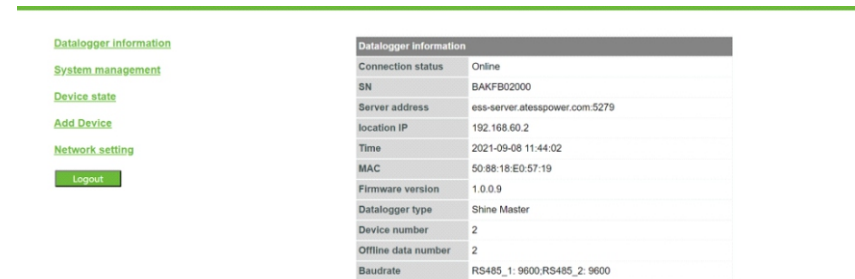 Datalogger information
System management
Device state
Add Device
Network setting
Logout
Datalogger information
Connection status Online
SN BAKFB02000
Server address ess-server.atesspower.com:5279
location IP 192.168.60.2
Time 2021-09-08 11:44:02
MAC 50:88:18:E0:57:19
Firmware version 1.0.0.9
Datalogger type Shine Master
Device number 2
Offline data number 2
Baudrate RS485_1: 9600;RS485_2: 9600